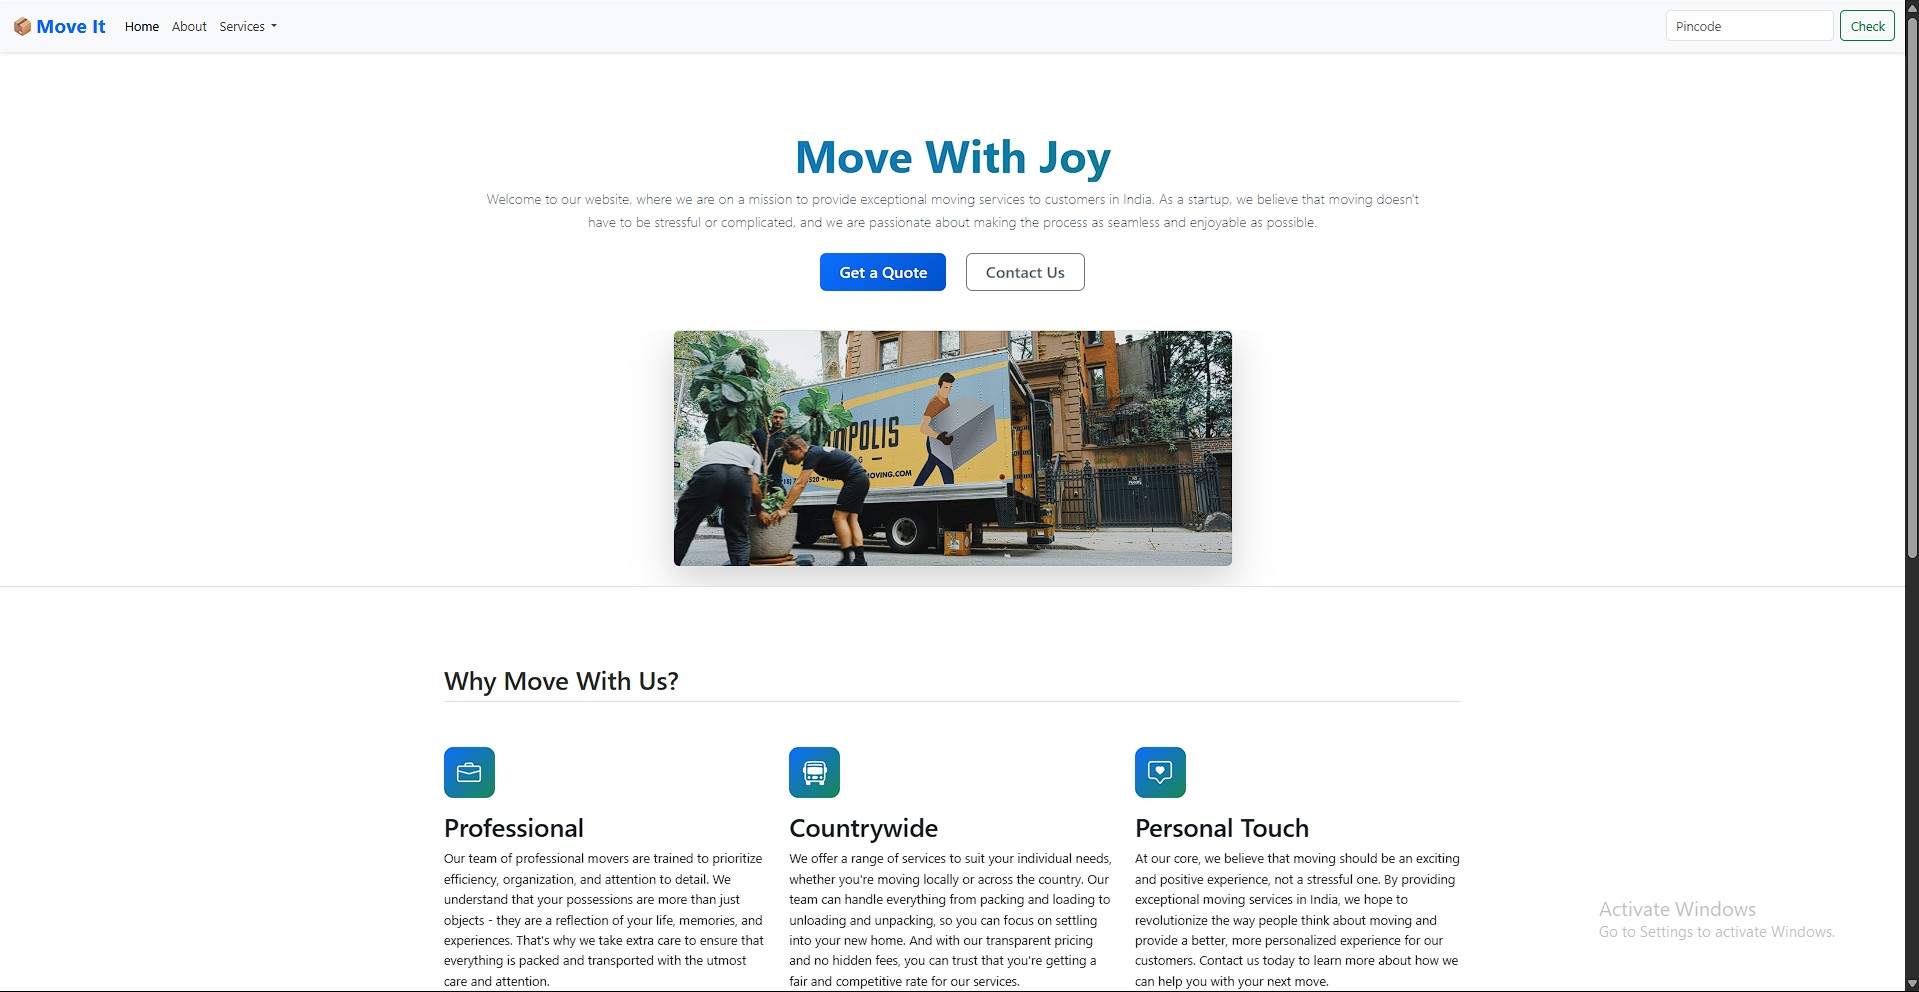 Move It
Home
About
Services
Pincode
Check
Move With Joy
Welcome to our website, where we are on a mission to provide exceptional moving services to customers in India. As a startup, we believe that moving doesn't
have to be stressful or complicated, and we are passionate about making the process as seamless and enjoyable as possible.
Get a Quote
Contact Us
Why Move With Us?
Professional
Our team of professional movers are trained to prioritize
efficiency, organization, and attention to detail. We
understand that your possessions are more than just
objects - they are a reflection of your life, memories, and
experiences. That's why we take extra care to ensure that
everything is packed and transported with the utmost
care and attention.
Countrywide
We offer a range of services to suit your individual needs,
whether you're moving locally or across the country. Our
team can handle everything from packing and loading to
unloading and unpacking, so you can focus on settling
into your new home. And with our transparent pricing
and no hidden fees, you can trust that you're getting a
fair and competitive rate for our services.
Personal Touch
At our core, we believe that moving should be an exciting
and positive experience, not a stressful one. By providing
exceptional moving services in India, we hope to
revolutionize the way people think about moving and
provide a better, more personalized experience for our
customers. Contact us today to learn more about how we
can help you with your next move.
Activate Windows
Go to Settings to activate Windows.